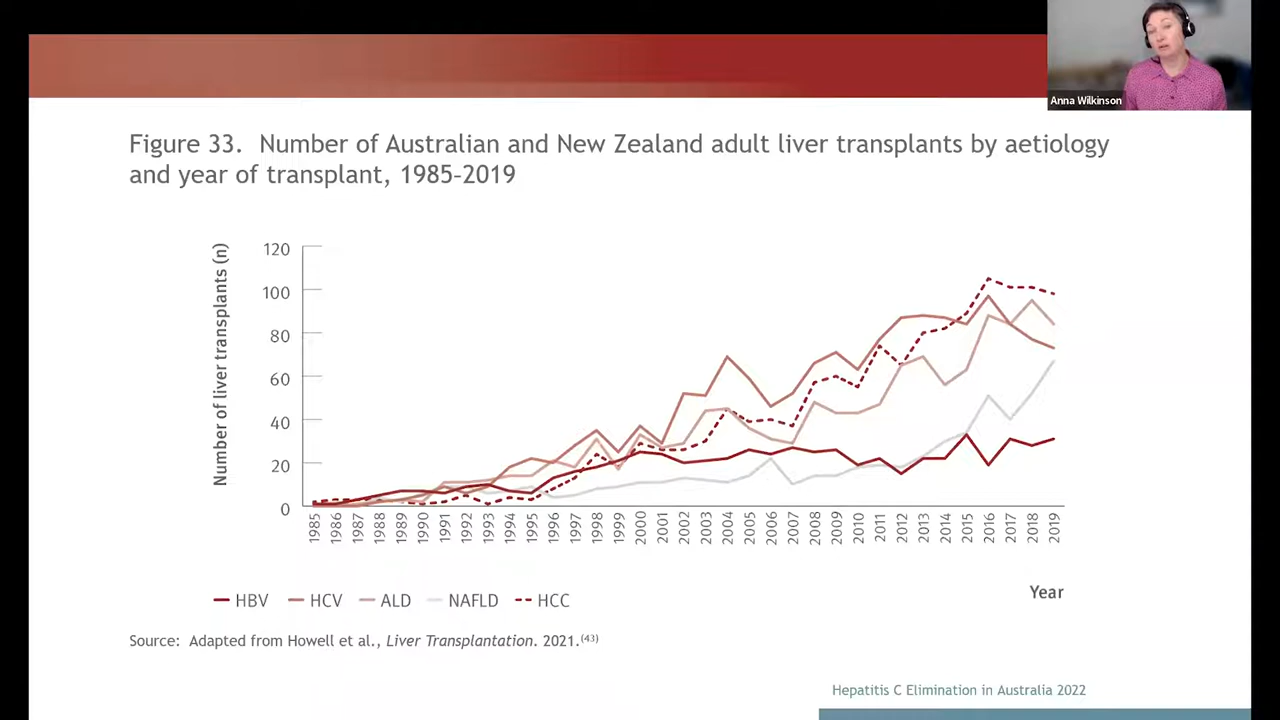 Anna Wilkinson
Figure 33. Number of Australian and New Zealand adult liver transplants by aetiology
and year of transplant, 1985–2019
Number of liver transplants (n)
120
100
80
60
40
20
0
1985 1986 1987 1988 1989 1990 1991 1992 1993 1994 1995 1996 1997 1998 1999 2000 2001 2002 2003 2004 2005 2006 2007 2008 2009 2010 2011 2012 2013 2014 2015 2016 2017 2018 2019
Year
HBV HCV ALD NAFLD HCC
Source: Adapted from Howell et al., Liver Transplantation. 2021.(43)
Hepatitis C Elimination in Australia 2022